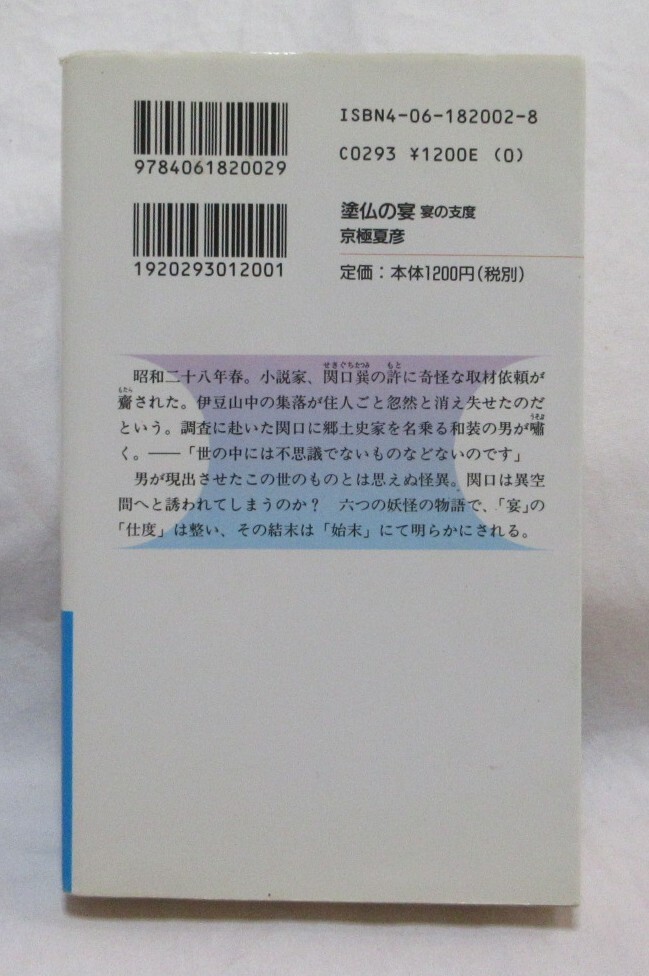 ISBN4-06-182002-8
9784061820029
C0293 ¥1200E (0)
1920293012001
塗仏の宴 宴の支度
京極夏彦
定価：本体1200円(税別)
昭和二十八年春。小説家、関口巽の許に奇怪な取材依頼が
せきぐちたつみ もと
齎された。伊豆山中の集落が住人ごと忽然と消え失せたのだ
もたら
という。調査に赴いた関口に郷土史家を名乗る和装の男が嘯
うそぶ
く。――「世の中には不思議でないものなどないのです」
男が現出させたこの世のものとは思えぬ怪異。関口は異空
間へと誘われてしまうのか？ 六つの妖怪の物語で、「宴」の
「仕度」は整い、その結末は「始末」にて明らかにされる。